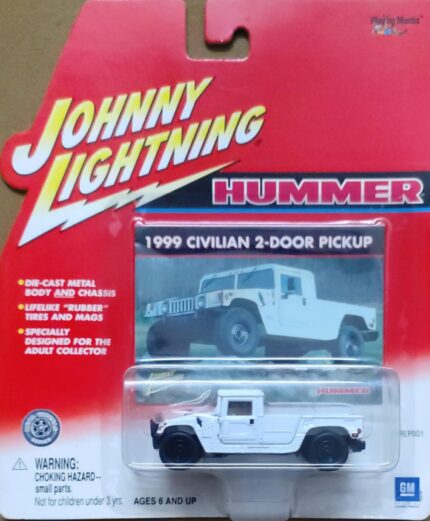 Playing Mantis
JOHNNY
LIGHTNING
HUMMER
1999 CIVILIAN 2-DOOR PICKUP
•DIE-CAST METAL
BODY AND CHASSIS
•LIFELIKE "RUBBER"
TIRES AND MAGS
•SPECIALLY
DESIGNED FOR THE
ADULT COLLECTOR
JOHNNY
LIGHTNING
HUMMER
⚠ WARNING:
CHOKING HAZARD--
small parts.
Not for children under 3 yrs.
AGES 6 AND UP
GM